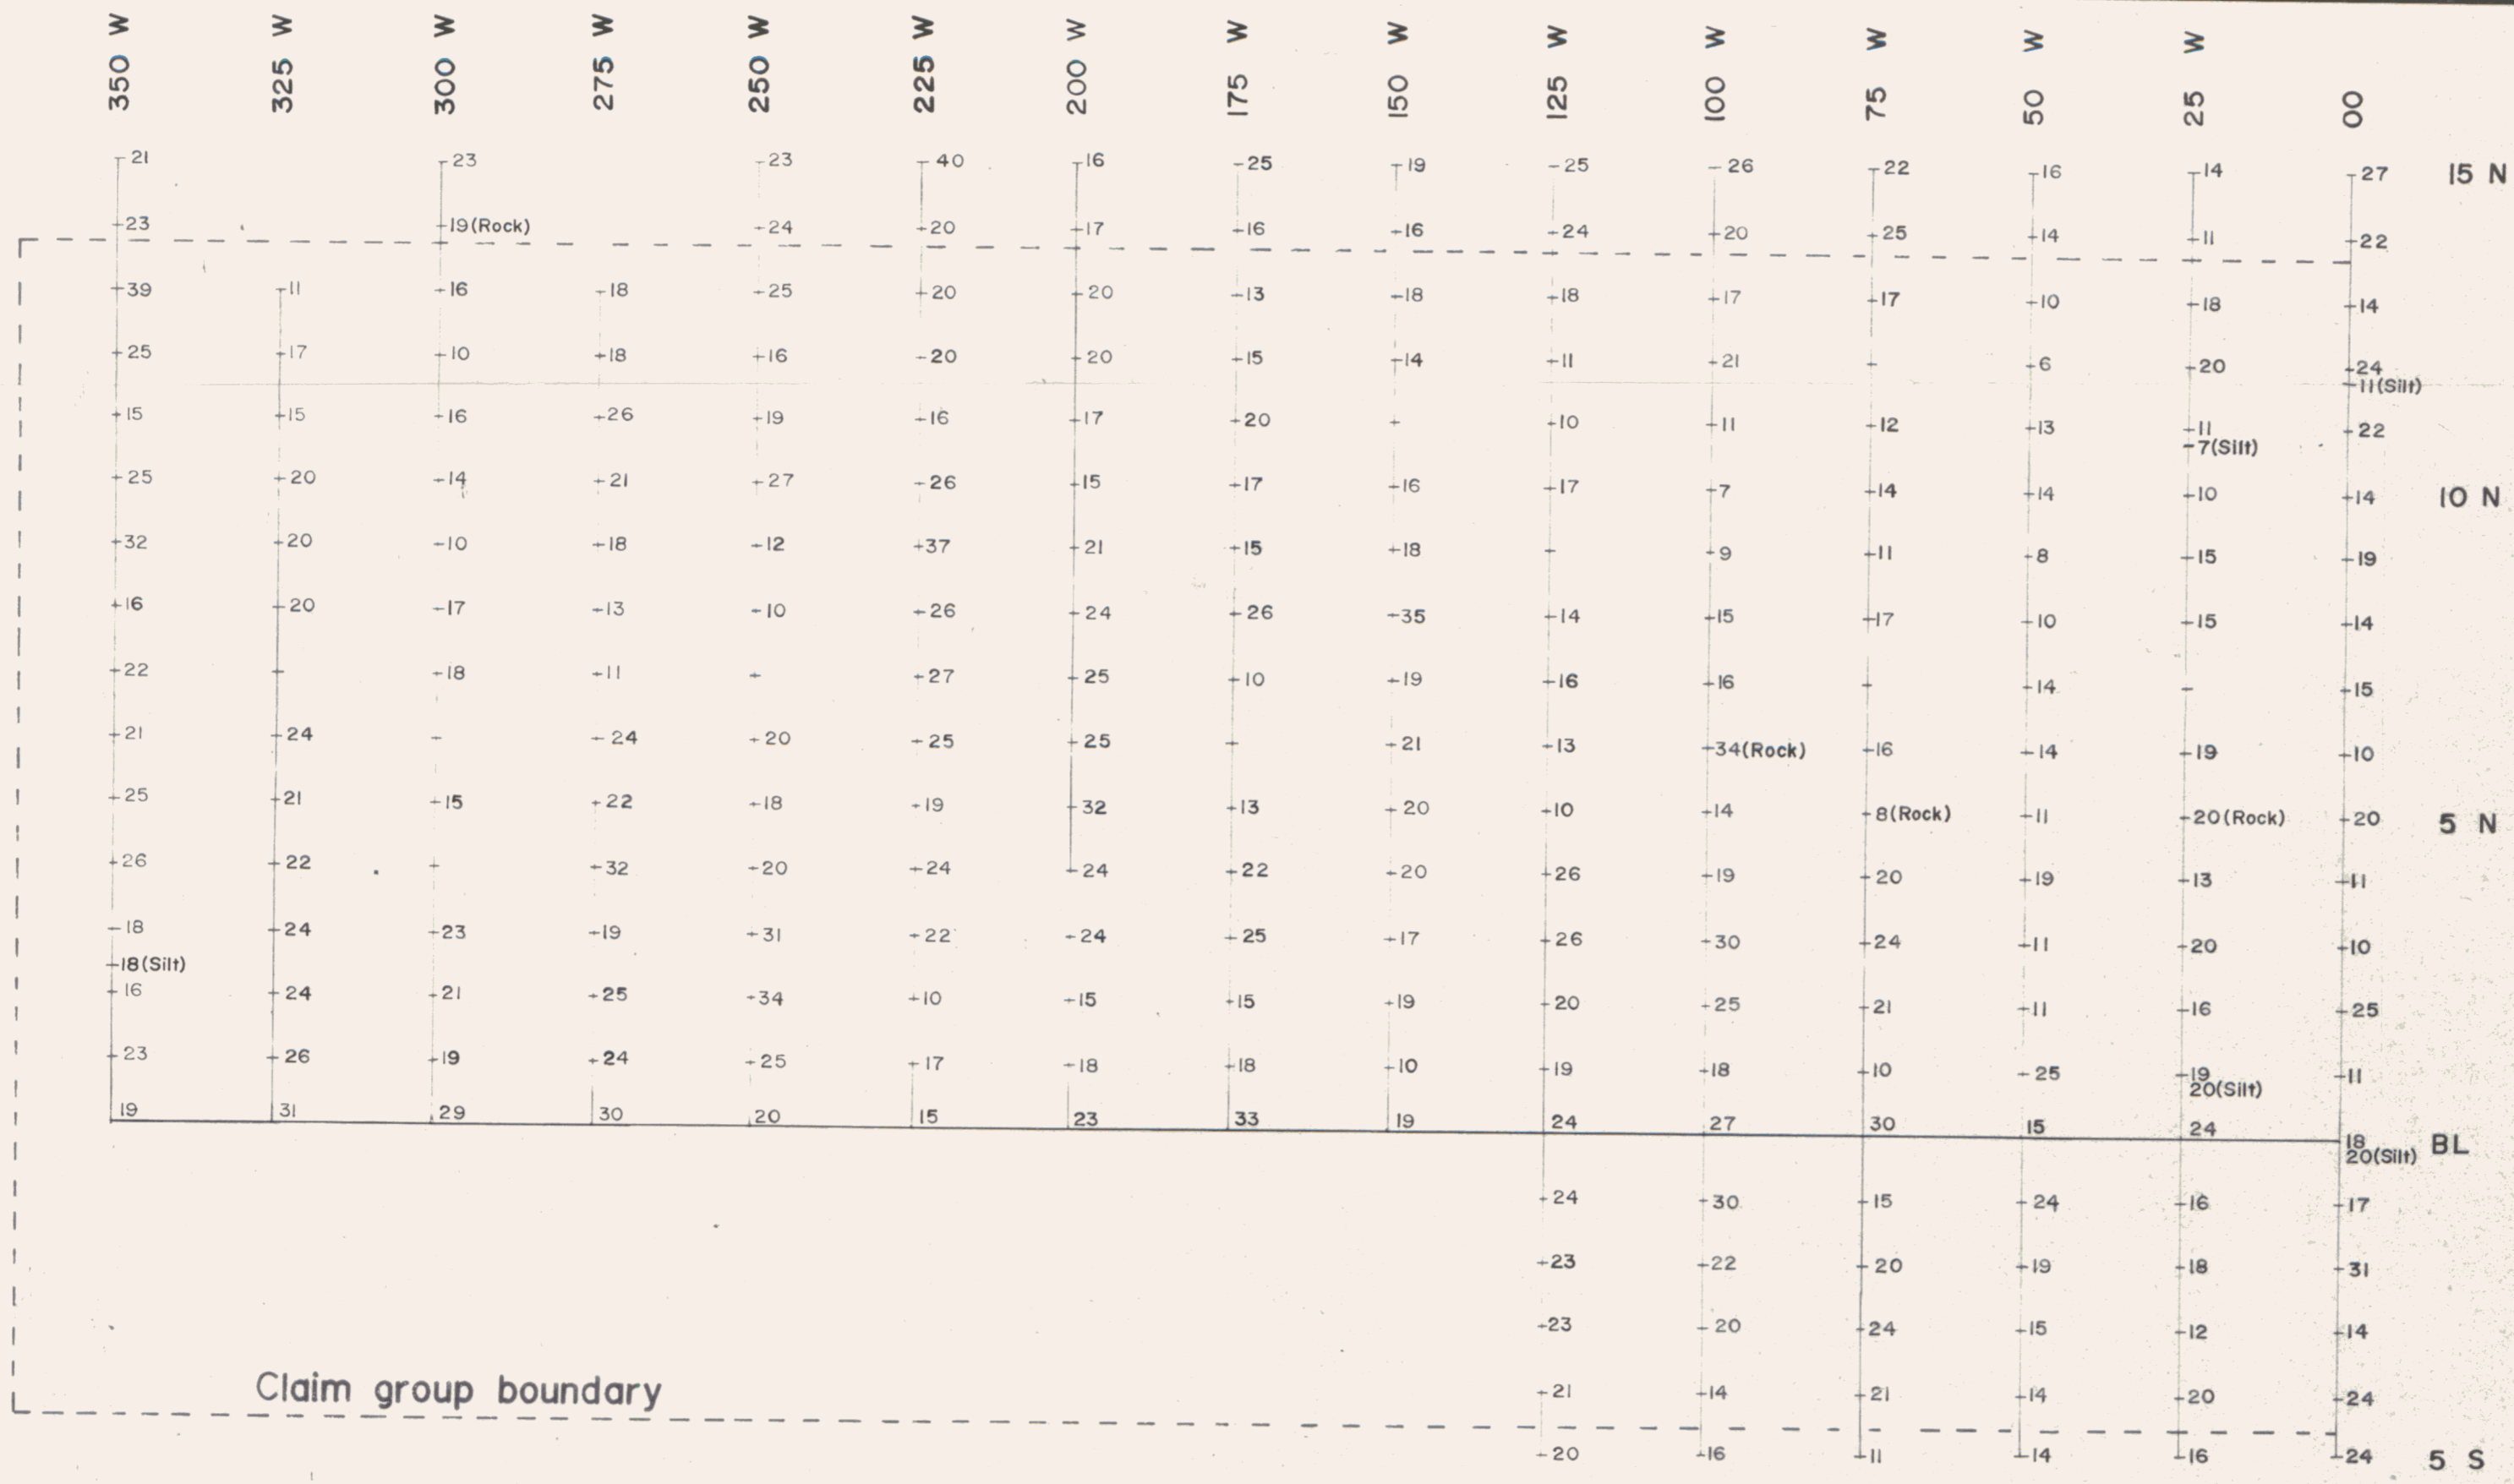 350 W 325 W 300 W 275 W 250 W 225 W 200 W 175 W 150 W 125 W 100 W 75 W 50 W 25 W 00
21 23 23 40 16 25 19 25 26 22 16 14 27 15 N
23 19(Rock) 24 20 17 16 16 24 20 25 14 11 22
39 11 16 18 25 20 20 13 18 18 17 17 10 18 14
25 17 10 18 16 20 20 15 14 11 21 6 20 24
11(Silt)
15 15 16 26 19 16 17 20 10 11 12 13 11 22
7(Silt)
25 20 14 21 27 26 15 17 16 17 7 14 14 10 14 10 N
32 20 10 18 12 37 21 15 18 9 11 8 15 19
16 20 17 13 10 26 24 26 35 14 15 17 10 15 14
22 18 11 27 25 10 19 16 16 14 15
21 24 24 20 25 25 21 13 34(Rock) 16 14 19 10
25 21 15 22 18 19 32 13 20 10 14 8(Rock) 11 20(Rock) 20 5 N
26 22 32 20 24 24 22 20 26 19 20 19 13 11
18 24 23 19 31 22 24 25 17 26 30 24 11 20 10
18(Silt)
16 24 21 25 34 10 15 15 19 20 25 21 11 16 25
23 26 19 24 25 17 18 18 10 19 18 10 25 19 11
20(Silt)
19 31 29 30 20 15 23 33 19 24 27 30 15 24 18 BL
20(Silt)
24 30 15 24 16 17
23 22 20 19 18 31
23 20 24 15 12 14
Claim group boundary
21 14 21 14 20 24
20 16 11 14 16 24 5 S